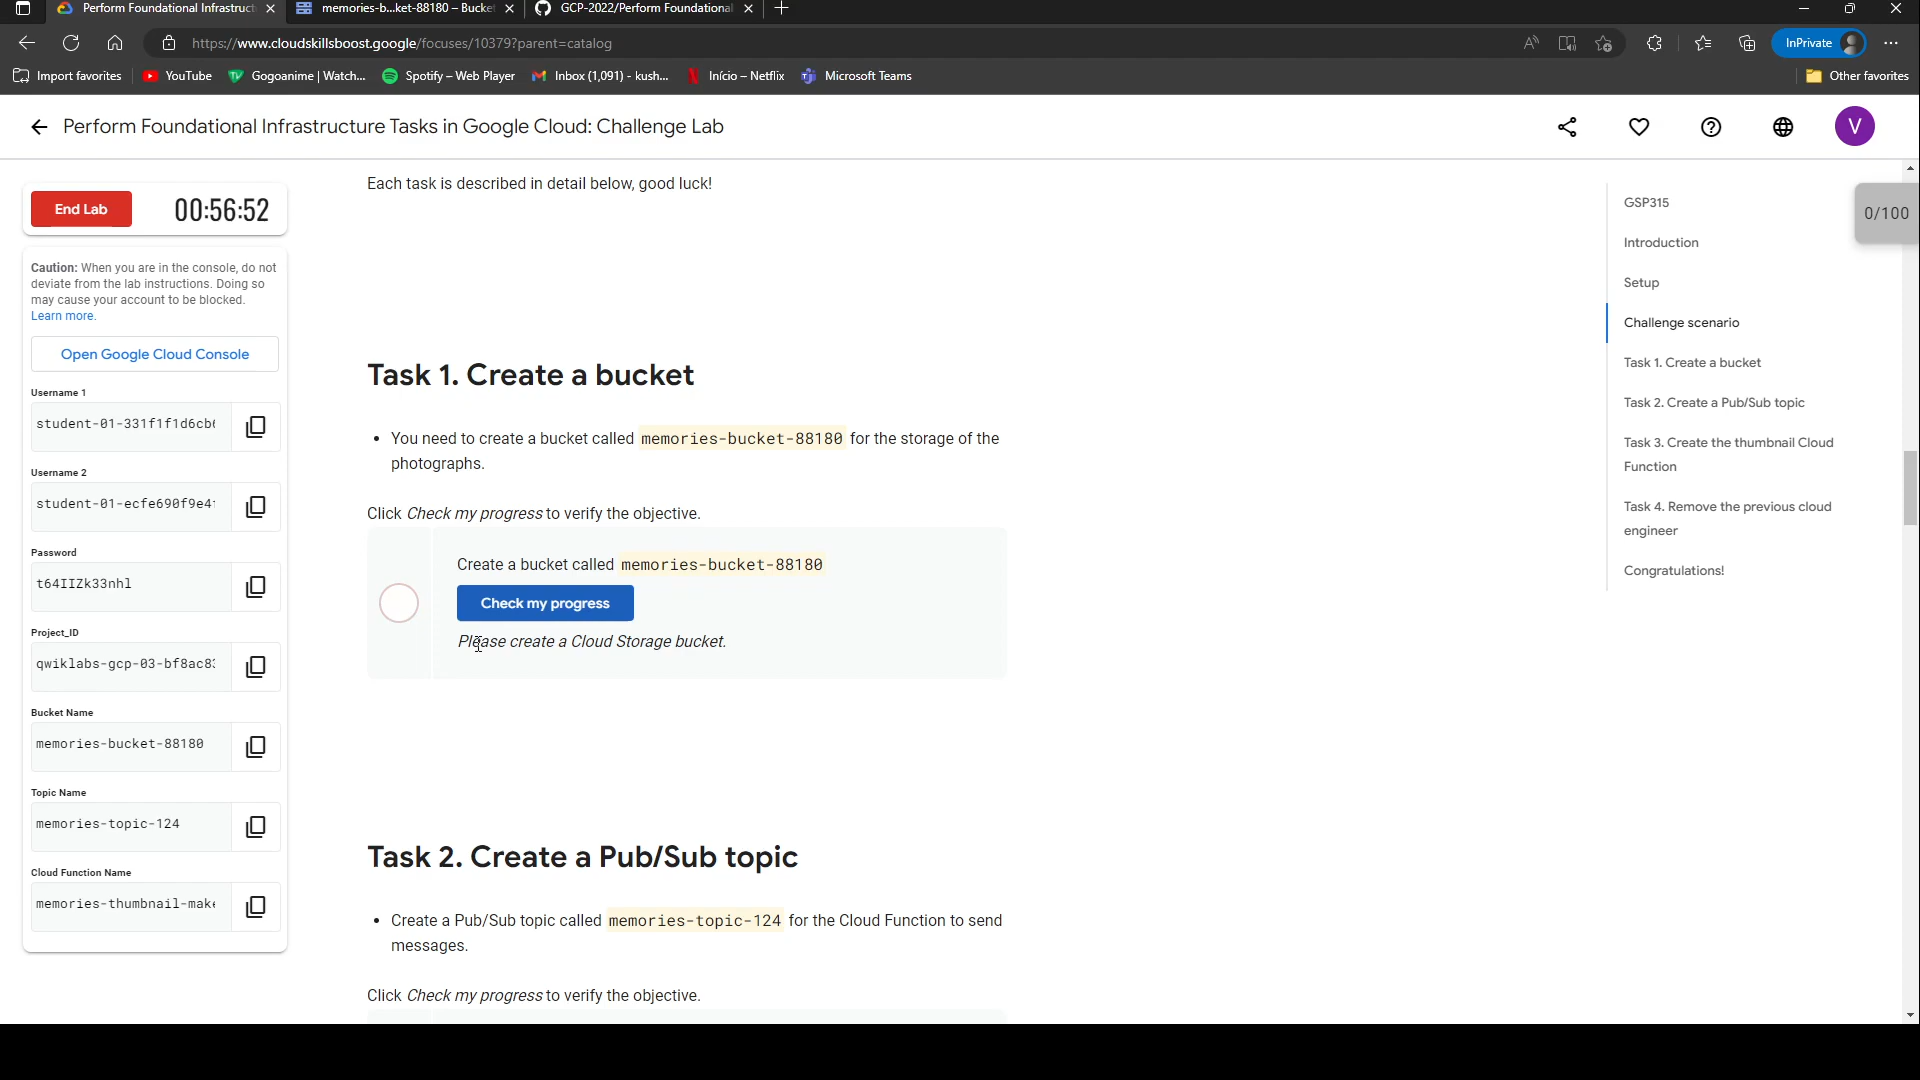 Perform Foundational Infrastruct
memories-b...ket-88180 – Bucket
GCP-2022/Perform Foundational
https://www.cloudskillsboost.google/focuses/10379?parent=catalog
InPrivate
Import favorites
YouTube
Gogoanime | Watch...
Spotify – Web Player
Inbox (1,091) - kush...
Início – Netflix
Microsoft Teams
Other favorites
Perform Foundational Infrastructure Tasks in Google Cloud: Challenge Lab
V
End Lab
00:56:52
Caution: When you are in the console, do not
deviate from the lab instructions. Doing so
may cause your account to be blocked.
Learn more.
Open Google Cloud Console
Username 1
student-01-331f1f1d6cb6
Username 2
student-01-ecfe690f9e4
Password
t64IIZk33nhl
Project_ID
qwiklabs-gcp-03-bf8ac8
Bucket Name
memories-bucket-88180
Topic Name
memories-topic-124
Cloud Function Name
memories-thumbnail-make
Each task is described in detail below, good luck!
Task 1. Create a bucket
• You need to create a bucket called memories-bucket-88180 for the storage of the
photographs.
Click Check my progress to verify the objective.
Create a bucket called memories-bucket-88180
Check my progress
Please create a Cloud Storage bucket.
Task 2. Create a Pub/Sub topic
• Create a Pub/Sub topic called memories-topic-124 for the Cloud Function to send
messages.
Click Check my progress to verify the objective.
GSP315
Introduction
Setup
Challenge scenario
Task 1. Create a bucket
Task 2. Create a Pub/Sub topic
Task 3. Create the thumbnail Cloud
Function
Task 4. Remove the previous cloud
engineer
Congratulations!
0/100